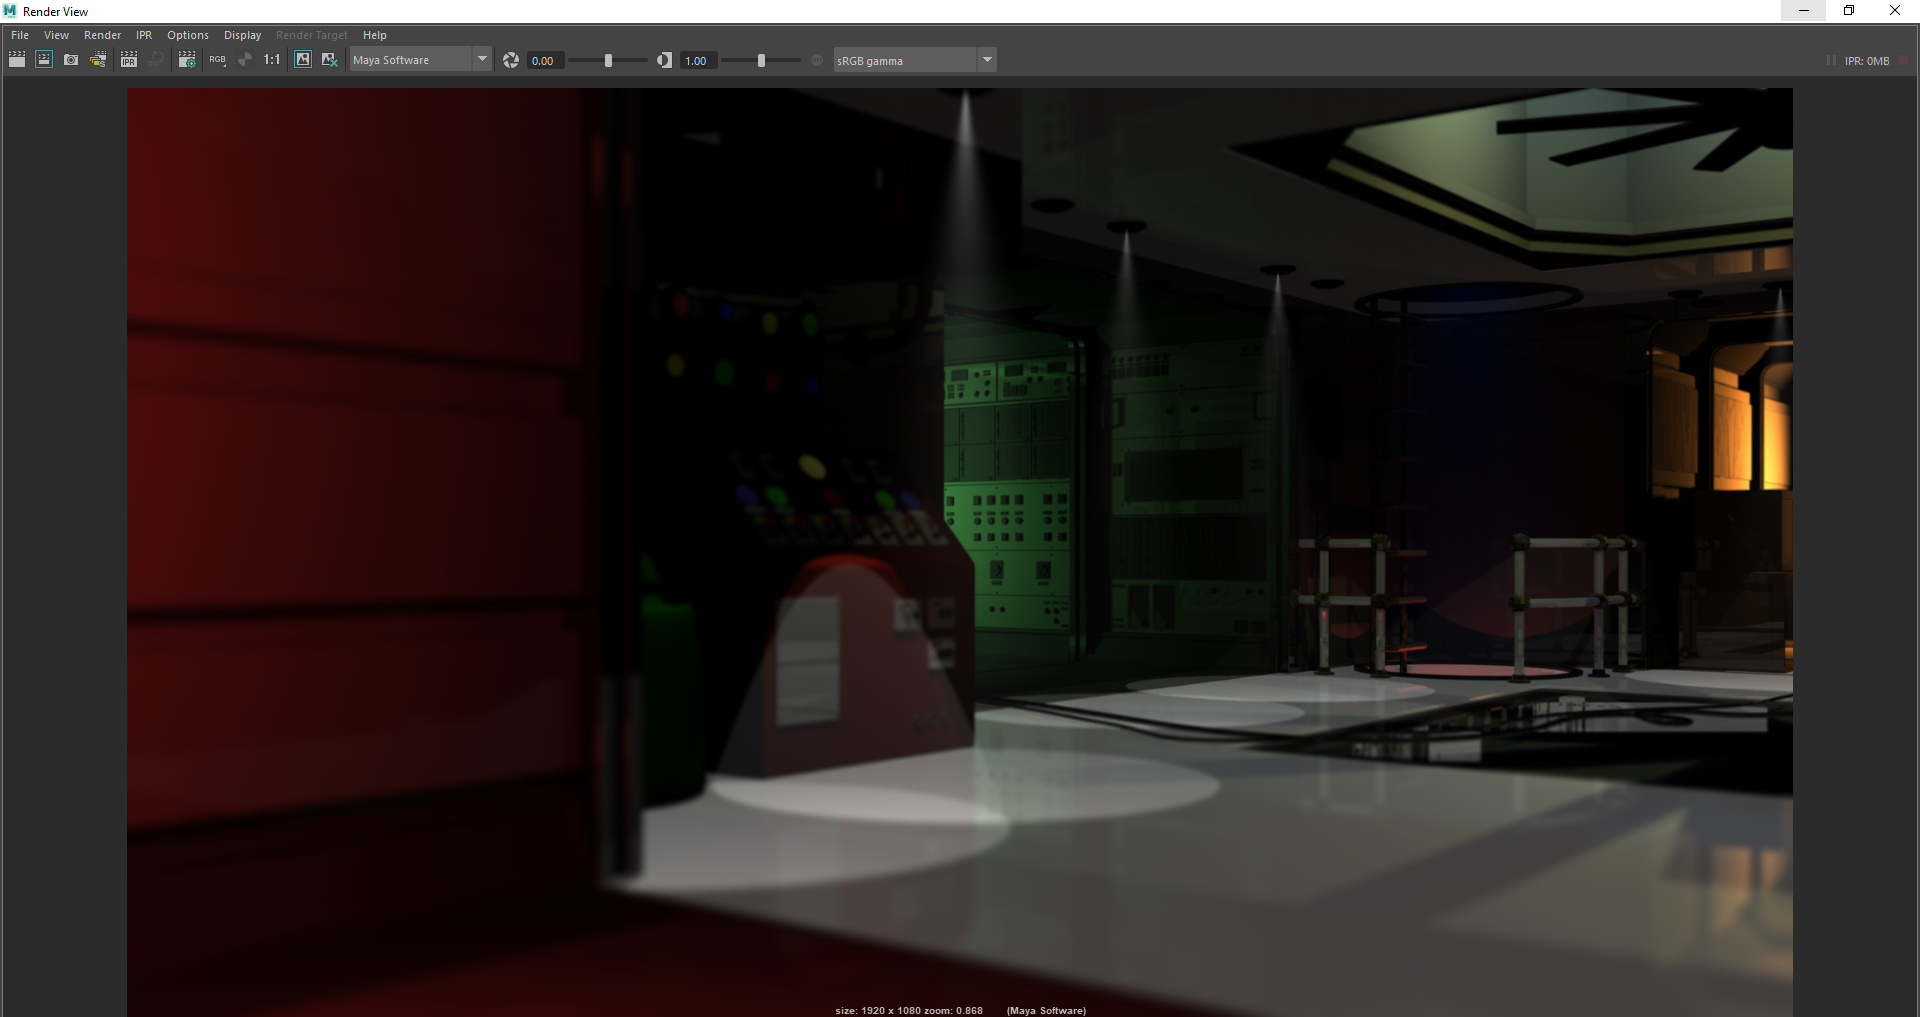 Render View
File View Render IPR Options Display Render Target Help
IPR RGB 1:1 Maya Software 0.00 1.00 sRGB gamma IPR: 0MB
size: 1920 x 1080 zoom: 0.868 (Maya Software)